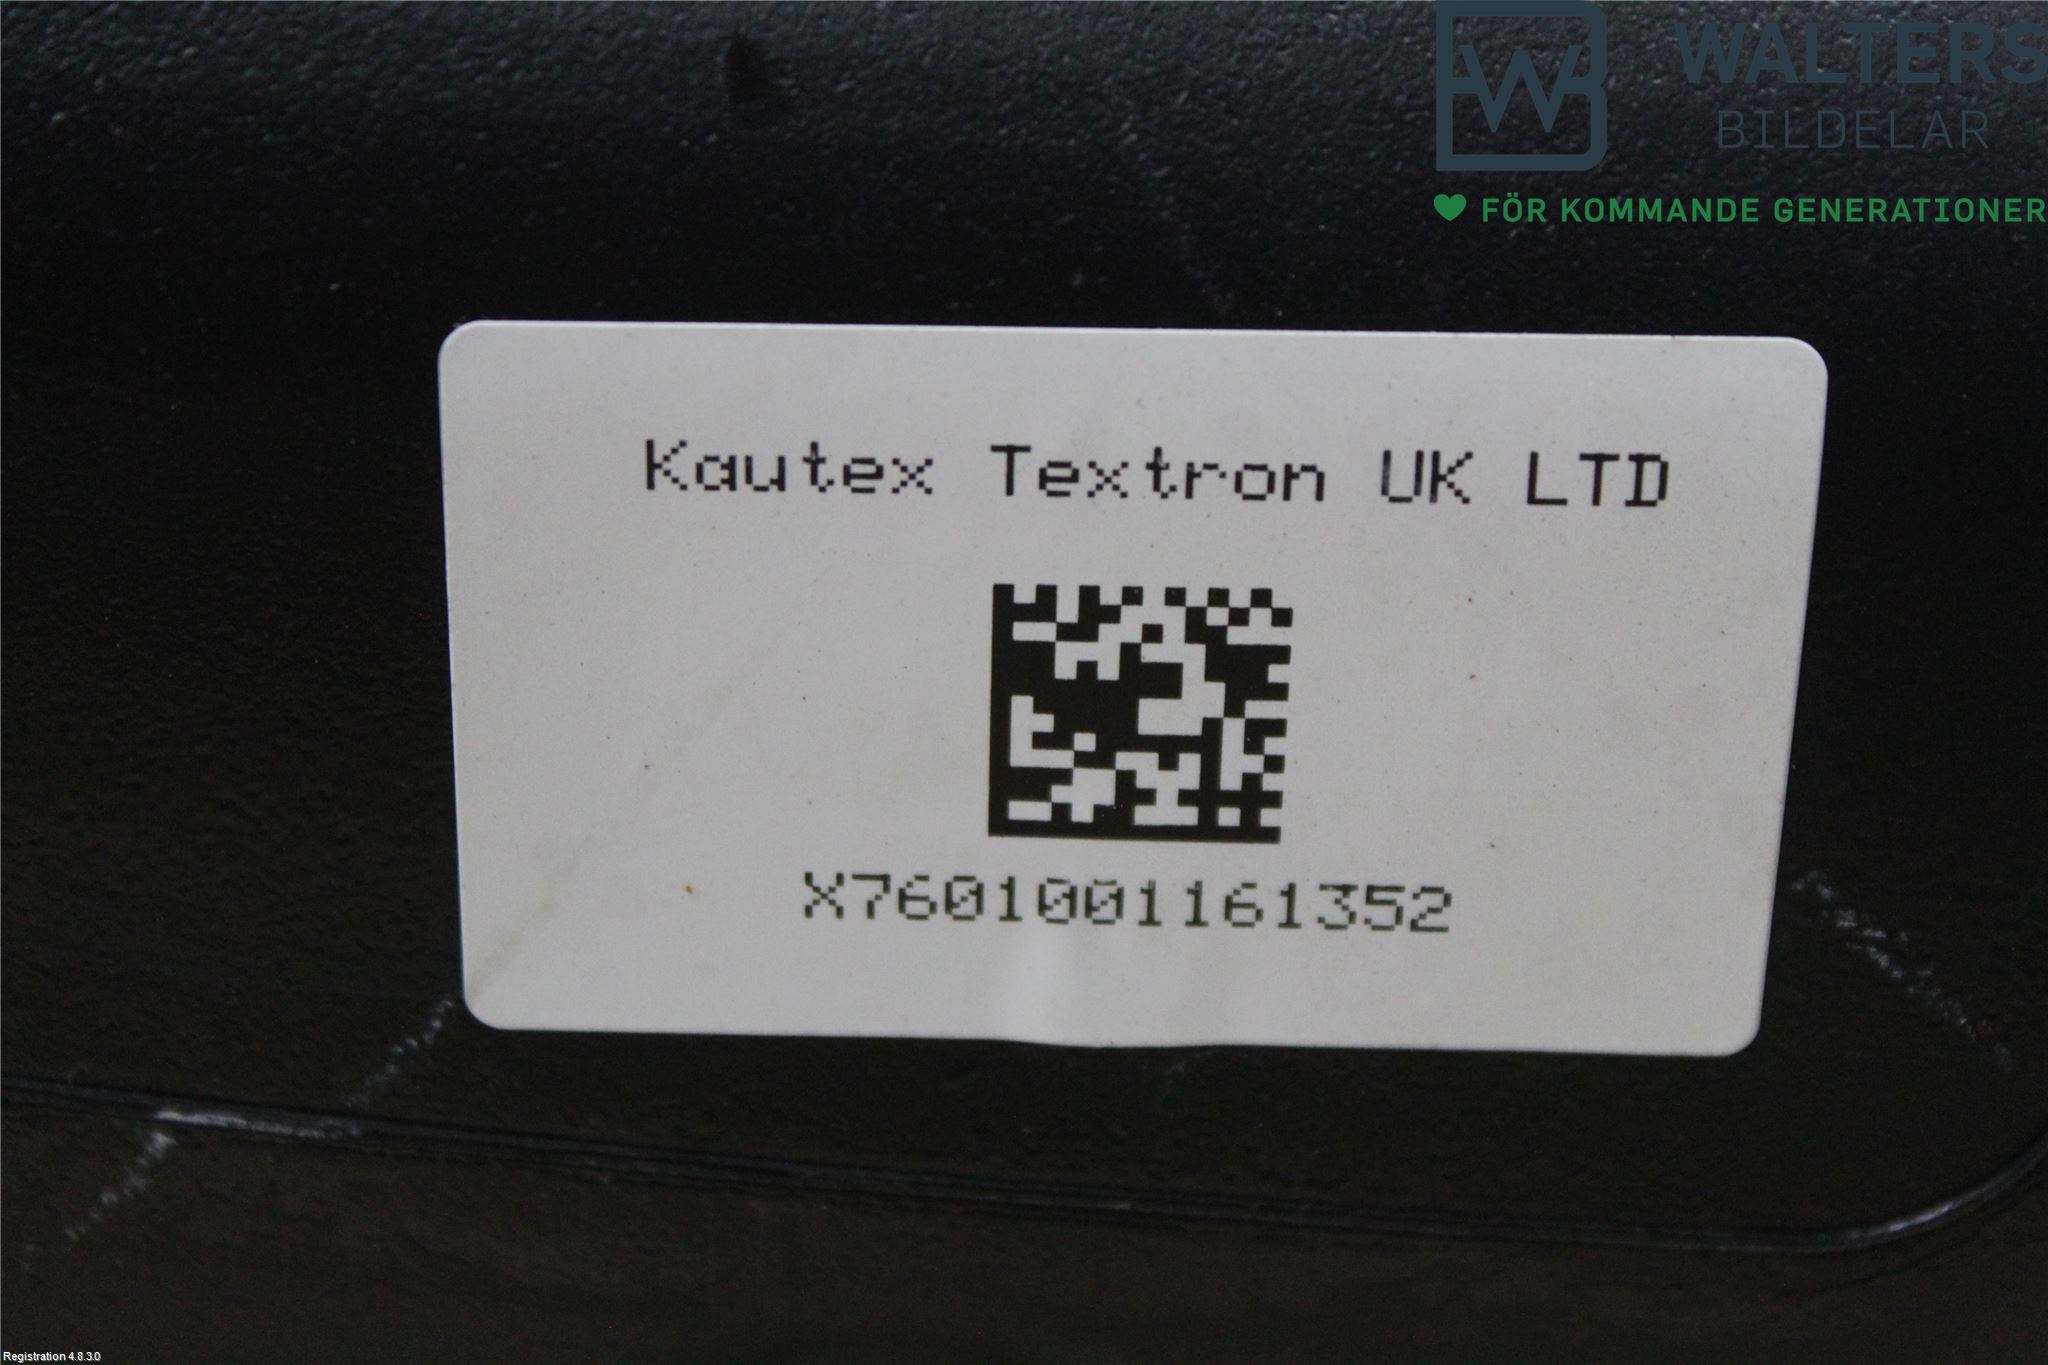 WALTERS
BILDELAR
FÖR KOMMANDE GENERATIONER
Kautex Textron UK LTD
X7601001161352
Registration 4.8.3.0